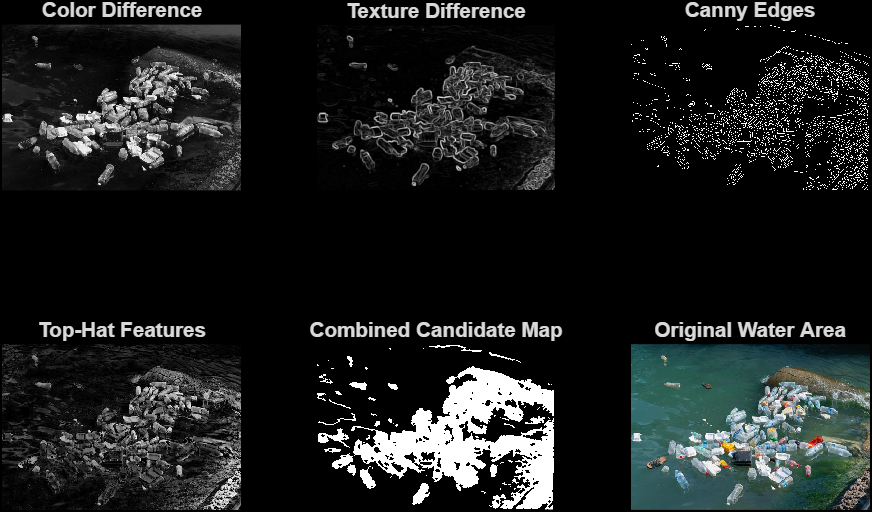 Color Difference
Texture Difference
Canny Edges
Top-Hat Features
Combined Candidate Map
Original Water Area